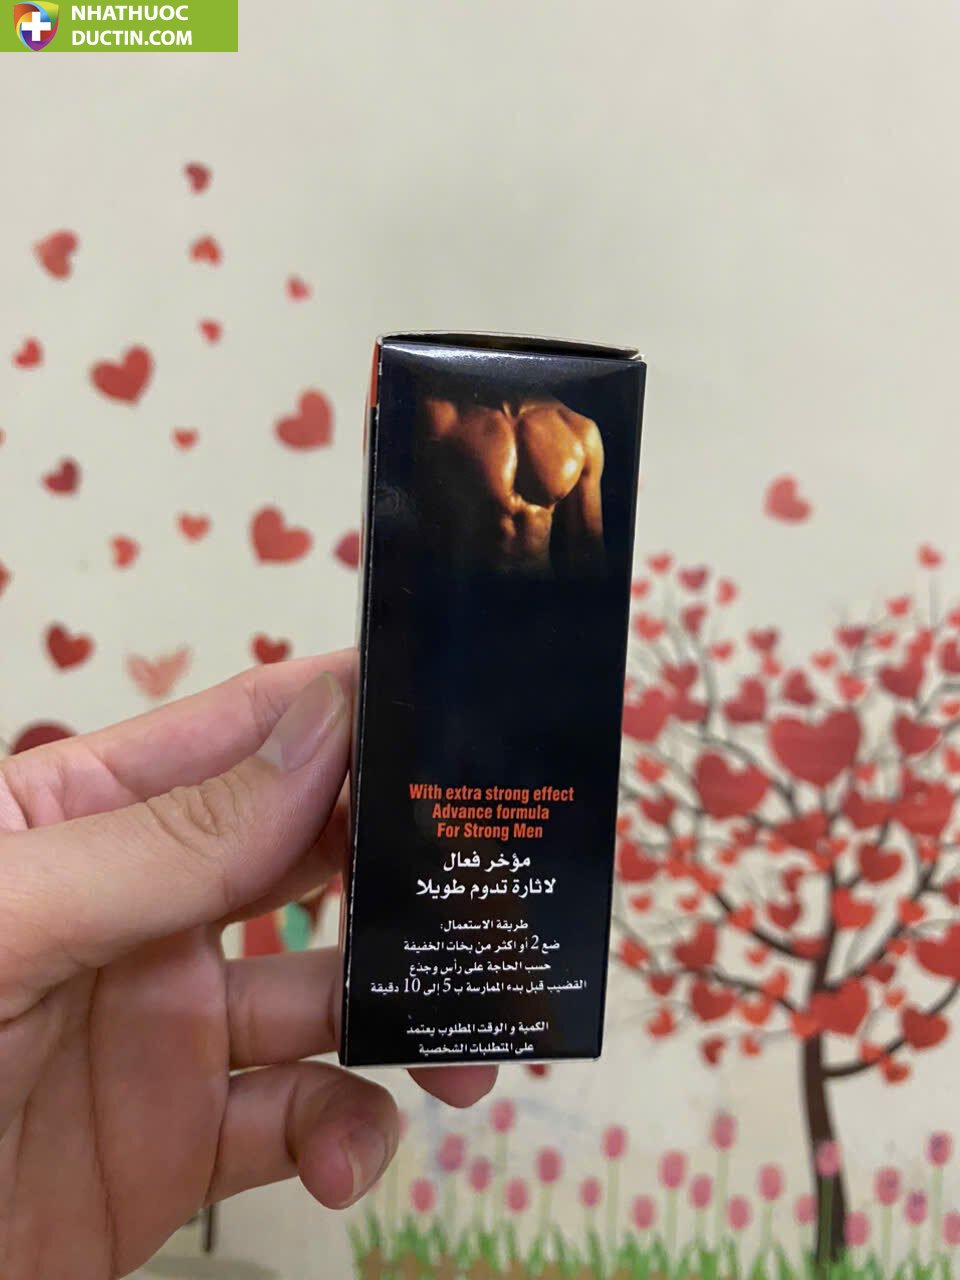 NHATHUOC
DUCTIN.COM
With extra strong effect
Advance formula
For Strong Men
مؤخر فعال
لاثارة تدوم طويلا
طريقة الاستعمال:
ضع 2 أو اكثر من بخات الخفيفة
حسب الحاجة على رأس وجذع
القضيب قبل بدء الممارسة ب 5 إلى 10 دقيقة
الكمية و الوقت المطلوب يعتمد
على المتطلبات الشخصية